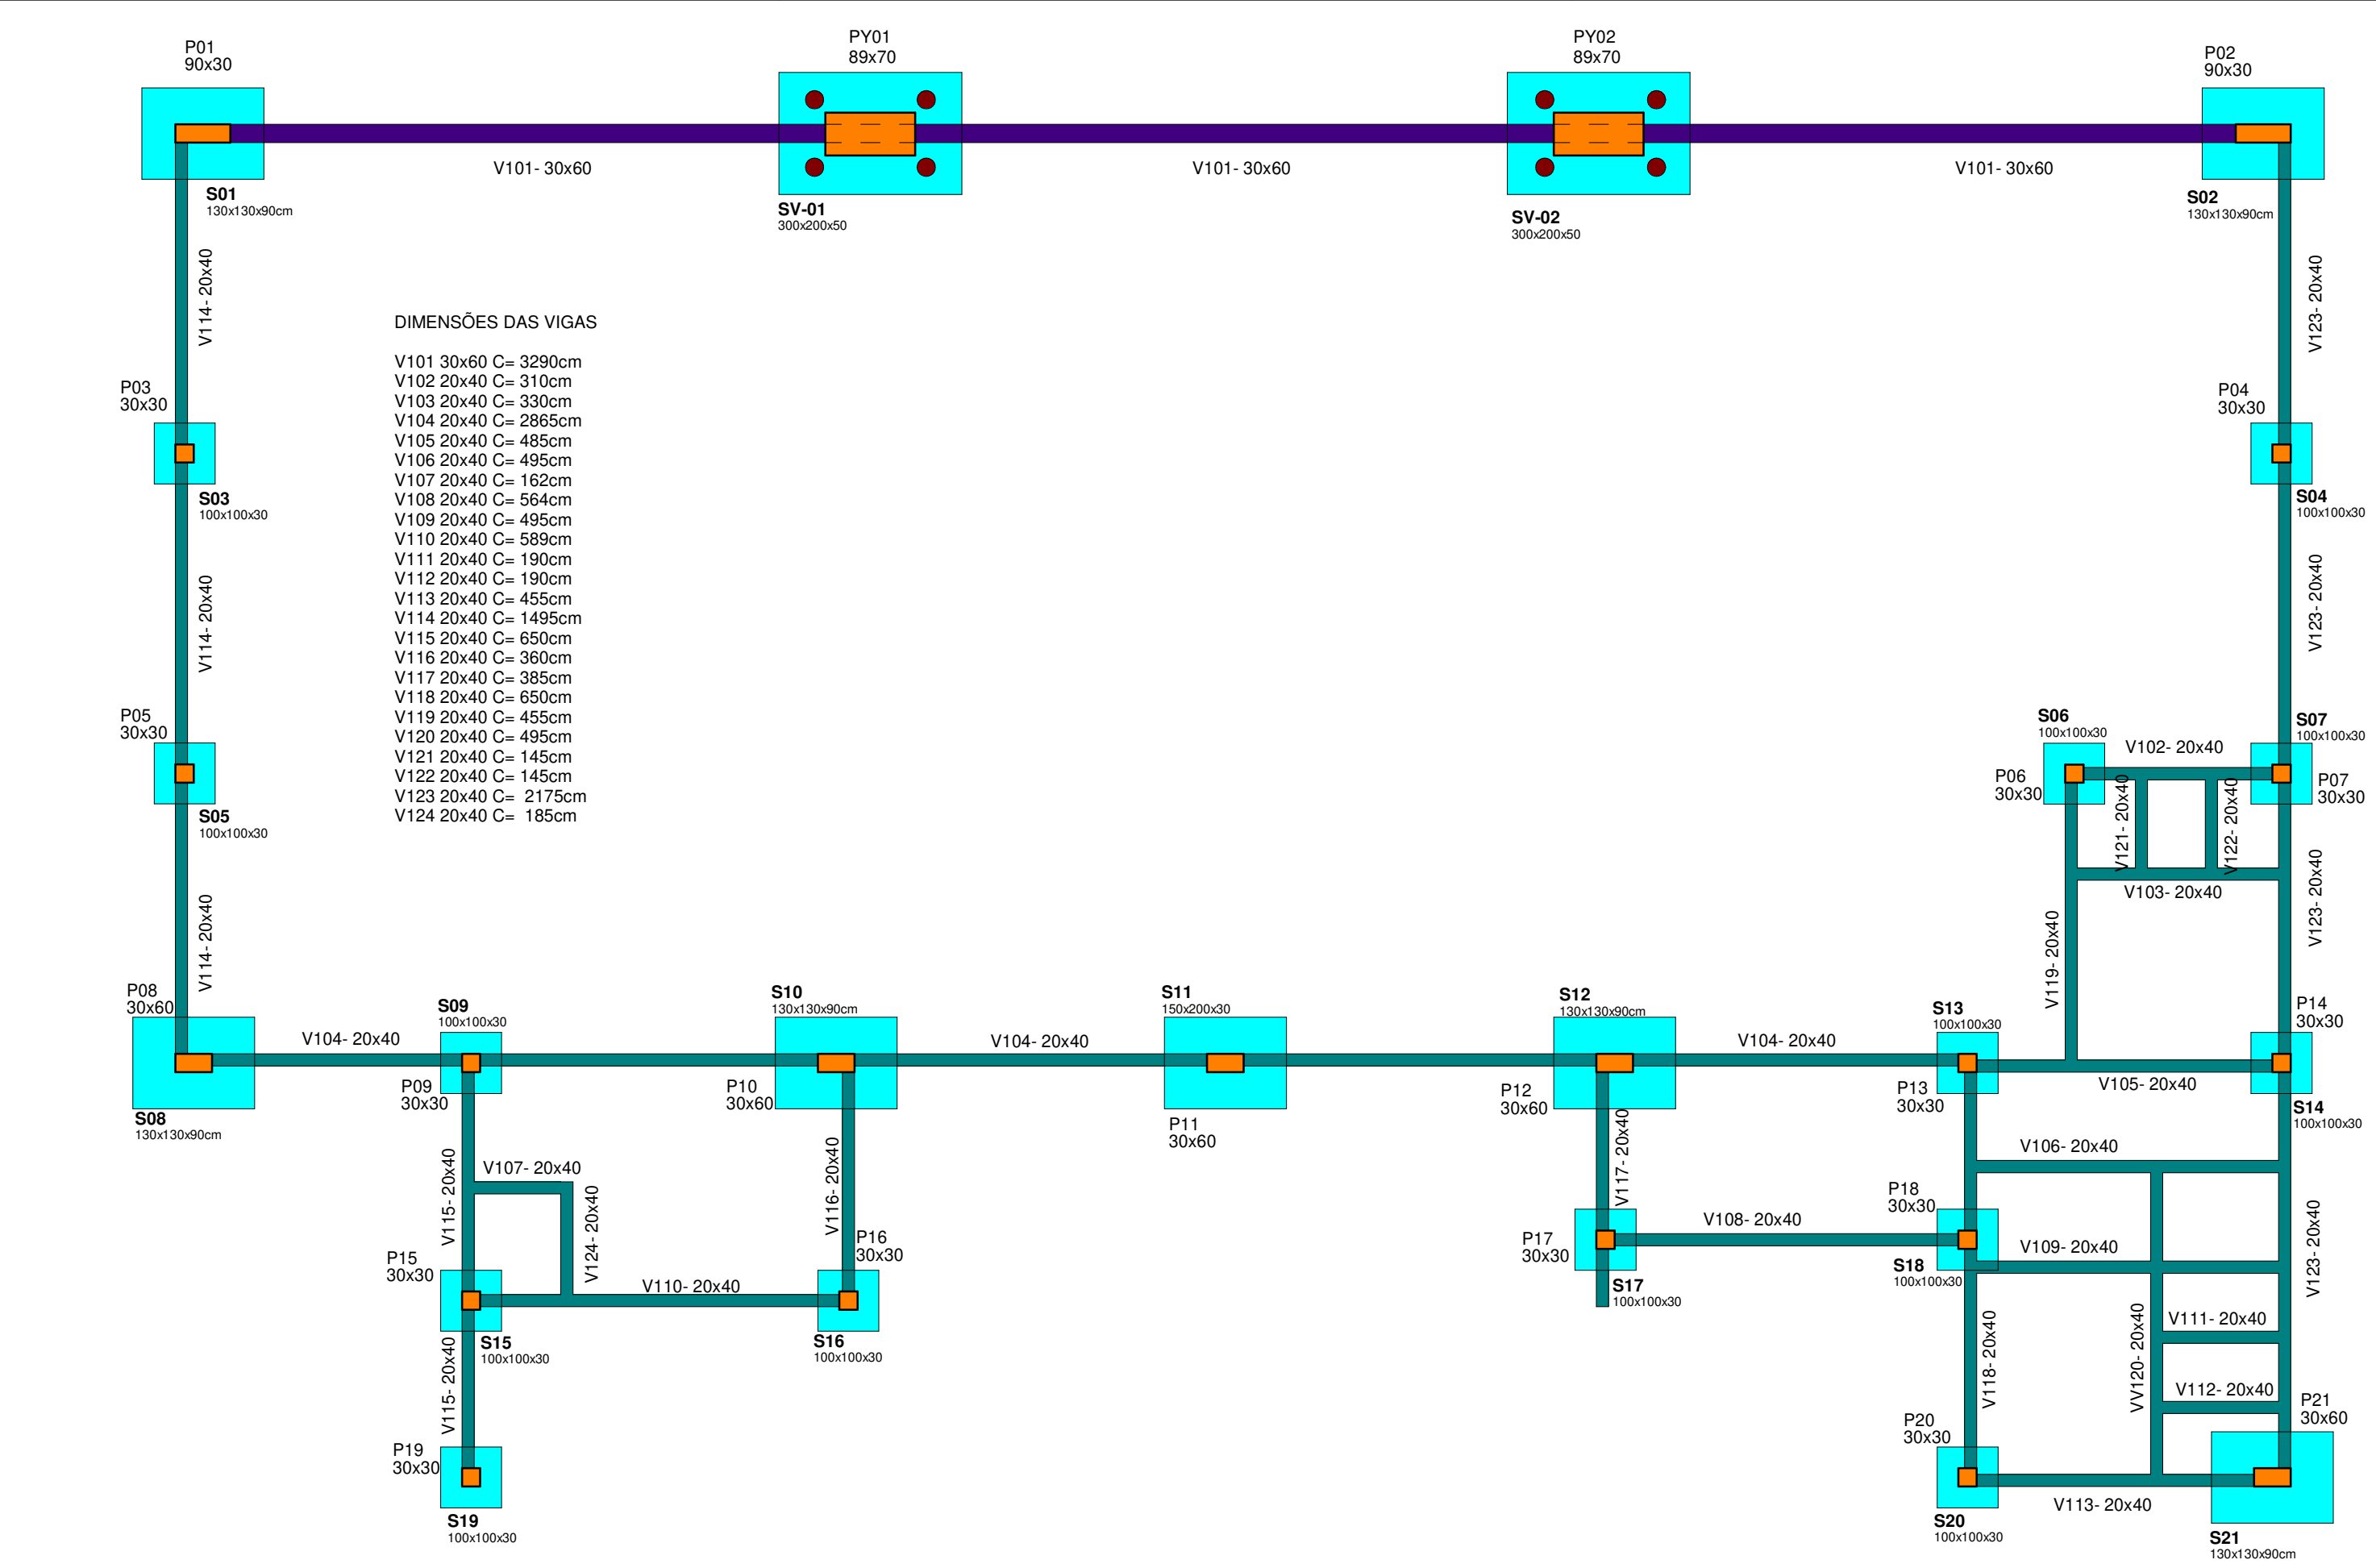 P01
90x30
PY01
89x70
PY02
89x70
P02
90x30
V101- 30x60
V101- 30x60
V101- 30x60
S01
130x130x90cm
SV-01
300x200x50
SV-02
300x200x50
S02
130x130x90cm
V114- 20x40
V123- 20x40
DIMENSÕES DAS VIGAS
V101 30x60 C= 3290cm
V102 20x40 C= 310cm
V103 20x40 C= 330cm
V104 20x40 C= 2865cm
V105 20x40 C= 485cm
V106 20x40 C= 495cm
V107 20x40 C= 162cm
V108 20x40 C= 564cm
V109 20x40 C= 495cm
V110 20x40 C= 589cm
V111 20x40 C= 190cm
V112 20x40 C= 190cm
V113 20x40 C= 455cm
V114 20x40 C= 1495cm
V115 20x40 C= 650cm
V116 20x40 C= 360cm
V117 20x40 C= 385cm
V118 20x40 C= 650cm
V119 20x40 C= 455cm
V120 20x40 C= 495cm
V121 20x40 C= 145cm
V122 20x40 C= 145cm
V123 20x40 C=  2175cm
V124 20x40 C=  185cm
P03
30x30
P04
30x30
S03
100x100x30
S04
100x100x30
V114- 20x40
V123- 20x40
P05
30x30
S05
100x100x30
S06
100x100x30
S07
100x100x30
V102- 20x40
P06
30x30
P07
30x30
V121- 20x40
V122- 20x40
V103- 20x40
V123- 20x40
V119- 20x40
V114- 20x40
P08
30x60
S08
130x130x90cm
V104- 20x40
S09
100x100x30
P09
30x30
S10
130x130x90cm
P10
30x60
V104- 20x40
S11
150x200x30
P11
30x60
S12
130x130x90cm
P12
30x60
V104- 20x40
S13
100x100x30
P13
30x30
V105- 20x40
P14
30x30
S14
100x100x30
V115- 20x40
V107- 20x40
V124- 20x40
V116- 20x40
P16
30x30
P15
30x30
V110- 20x40
S15
100x100x30
S16
100x100x30
V115- 20x40
P19
30x30
S19
100x100x30
V117- 20x40
P17
30x30
S17
100x100x30
V108- 20x40
P18
30x30
S18
100x100x30
V106- 20x40
V109- 20x40
V123- 20x40
V111- 20x40
V112- 20x40
V118- 20x40
V120- 20x40
P20
30x30
P21
30x60
V113- 20x40
S20
100x100x30
S21
130x130x90cm